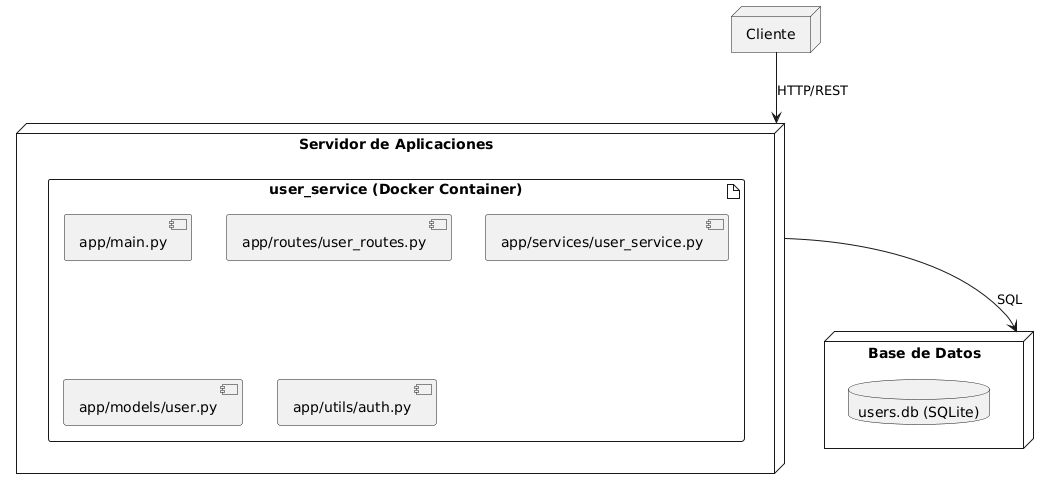 Cliente
HTTP/REST
Servidor de Aplicaciones
user_service (Docker Container)
app/main.py
app/routes/user_routes.py
app/services/user_service.py
app/models/user.py
app/utils/auth.py
SQL
Base de Datos
users.db (SQLite)